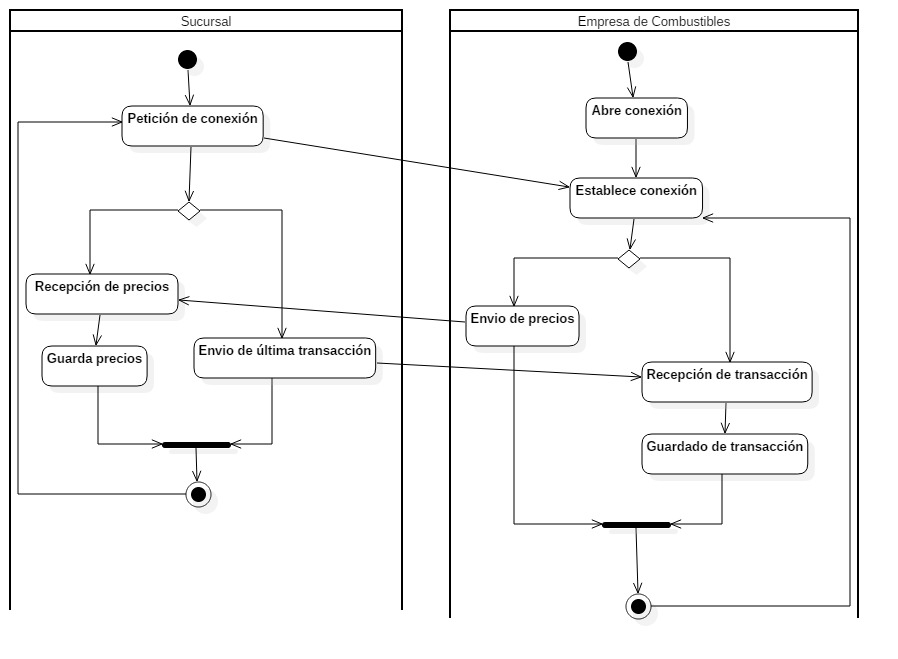 Sucursal
Petición de conexión
Recepción de precios
Guarda precios
Envio de última transacción
Empresa de Combustibles
Abre conexión
Establece conexión
Envio de precios
Recepción de transacción
Guardado de transacción